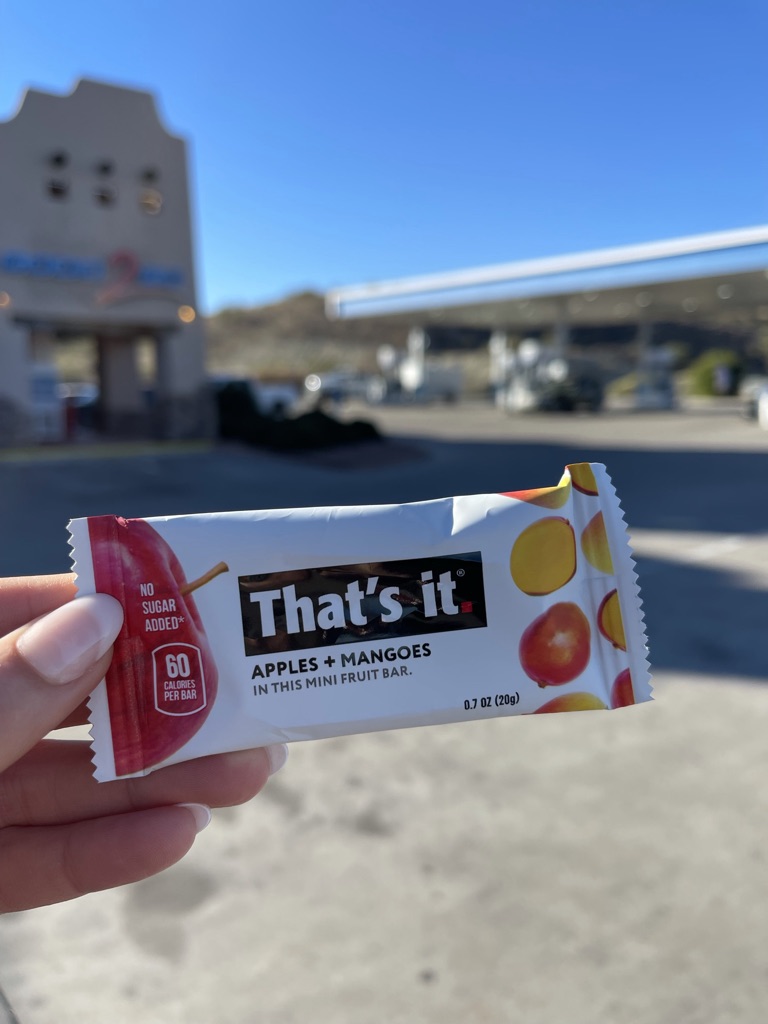 NO
SUGAR
ADDED*
60
CALORIES
PER BAR
That's it.®
APPLES + MANGOES
IN THIS MINI FRUIT BAR.
0.7 OZ (20g)